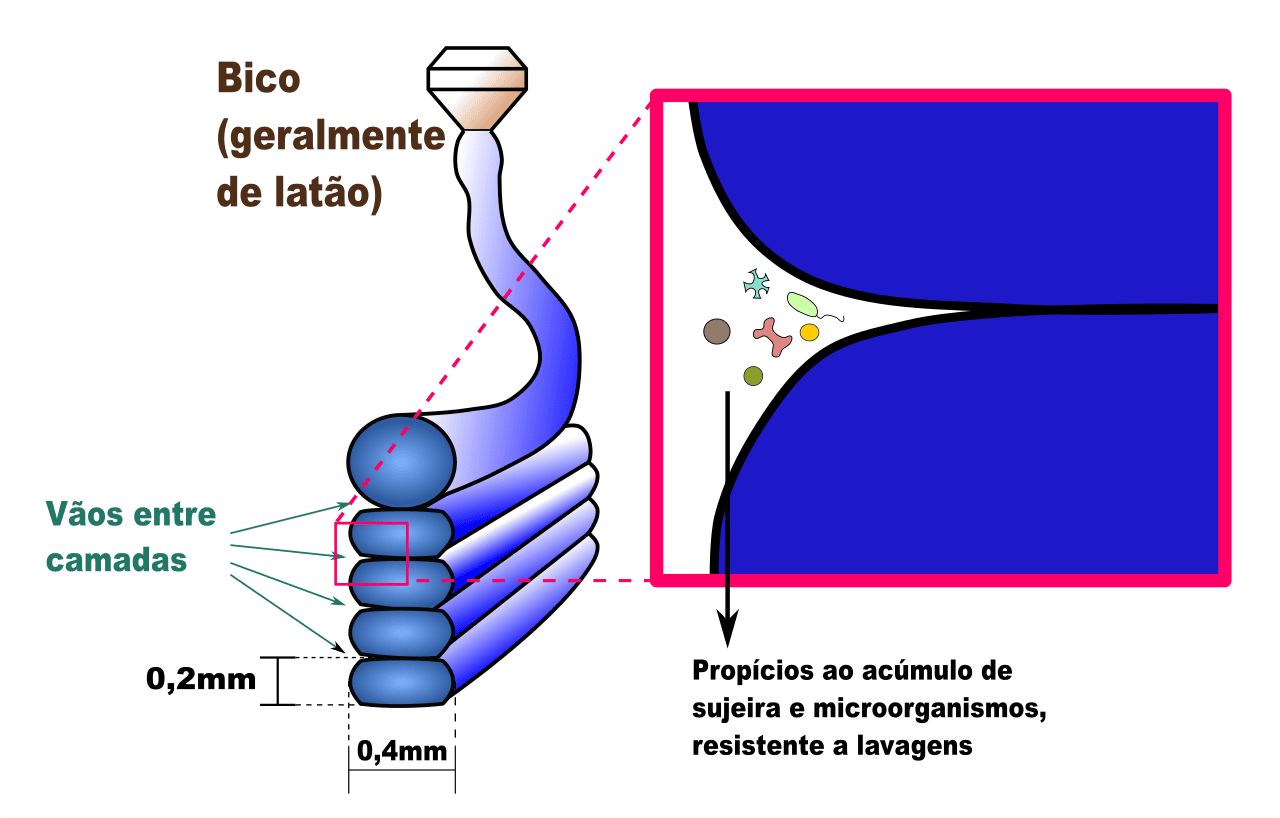 Bico
(geralmente
de latão)
Vãos entre
camadas
0,2mm
0,4mm
Propícios ao acúmulo de
sujeira e microorganismos,
resistente a lavagens